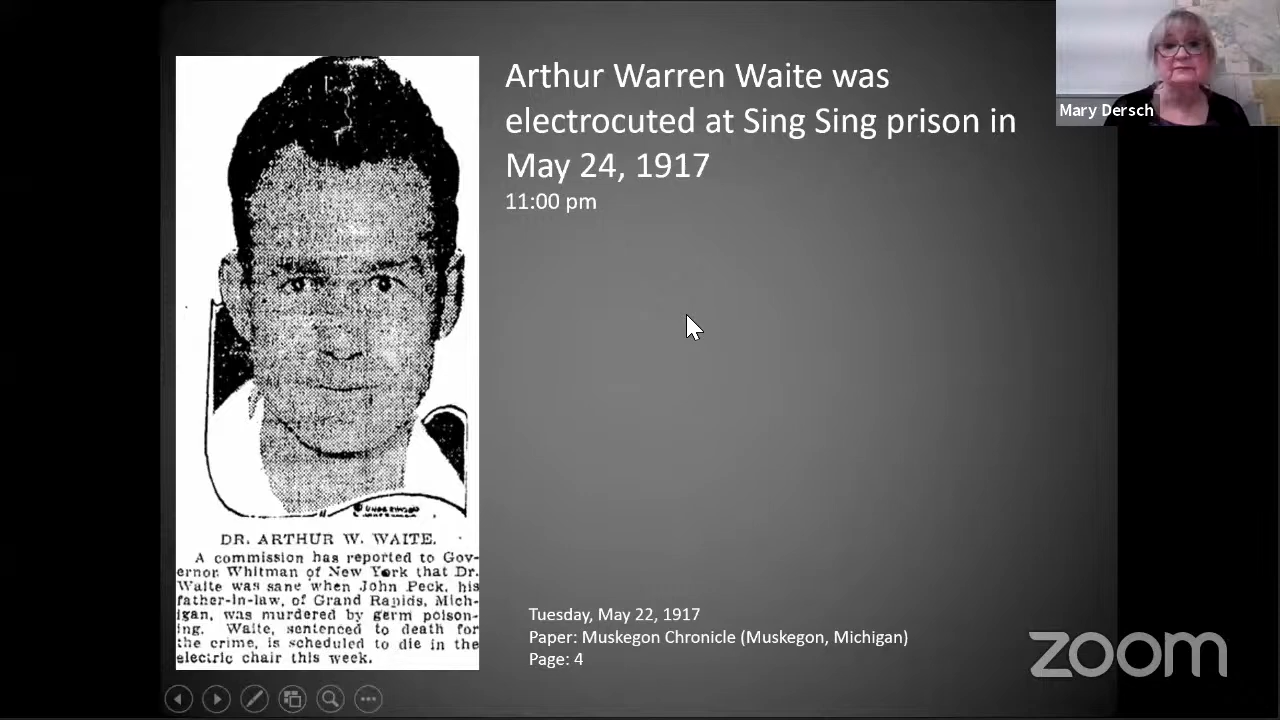 Arthur Warren Waite was
electrocuted at Sing Sing prison in
May 24, 1917
11:00 pm
Mary Dersch
DR. ARTHUR W. WAITE.
A commission has reported to Gov-
ernor Whitman of New York that Dr.
Waite was sane when John Peck, his
father-in-law, of Grand Rapids, Mich-
igan, was murdered by germ poison-
ing. Waite, sentenced to death for
the crime, is scheduled to die in the
electric chair this week.
Tuesday, May 22, 1917
Paper: Muskegon Chronicle (Muskegon, Michigan)
Page: 4
zoom